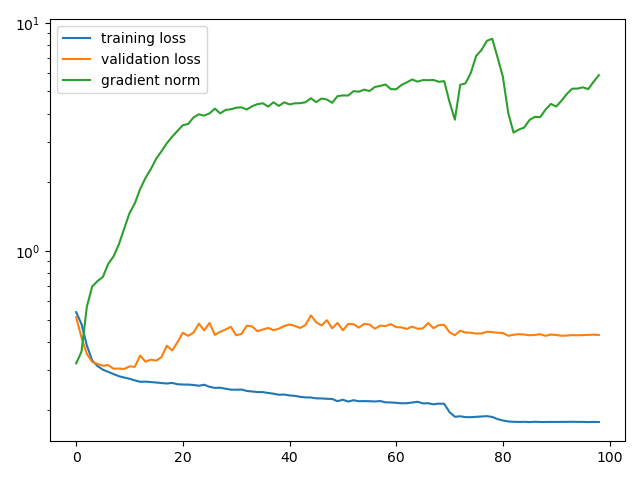 10¹
training loss
validation loss
gradient norm
10⁰
0 20 40 60 80 100